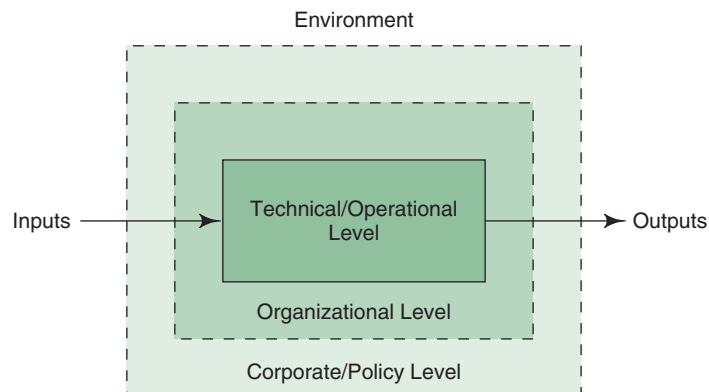 Environment
Inputs
Technical/Operational
Level
Outputs
Organizational Level
Corporate/Policy Level